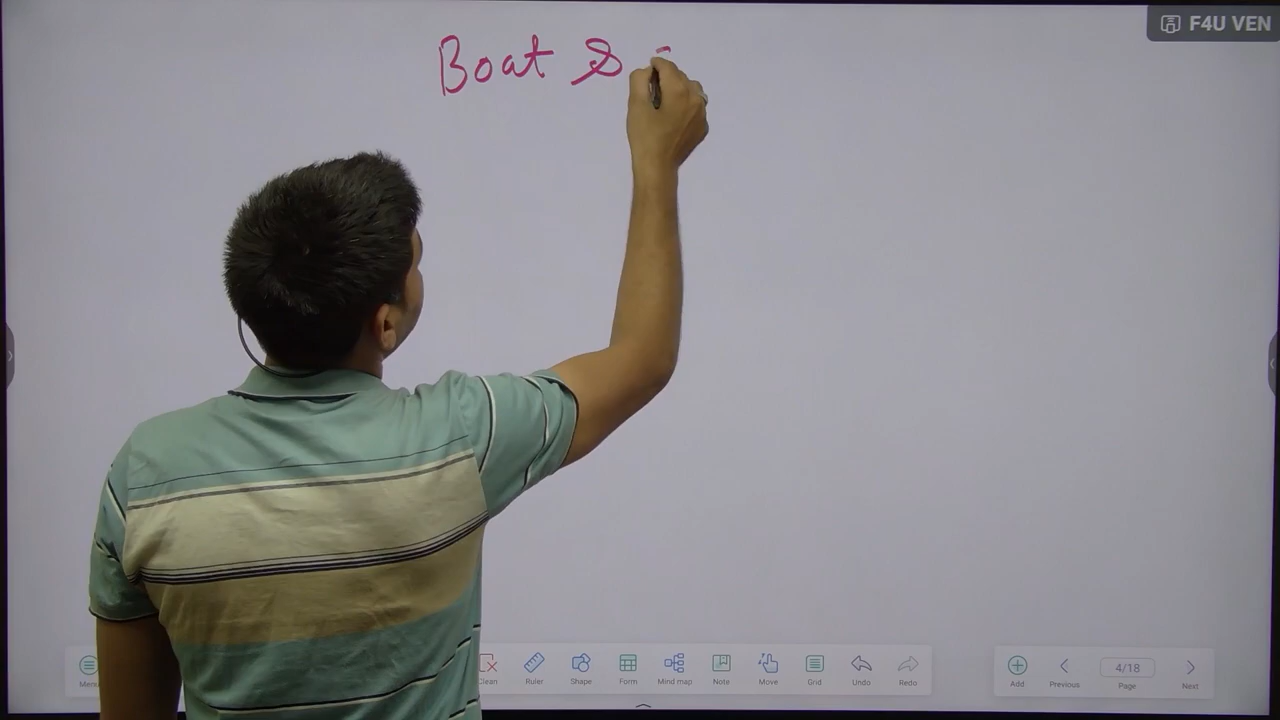 F4U VEN
Boat &
Menu Clean Ruler Shape Form Mind map Note Move Grid Undo Redo Add Previous 4/18 Page Next